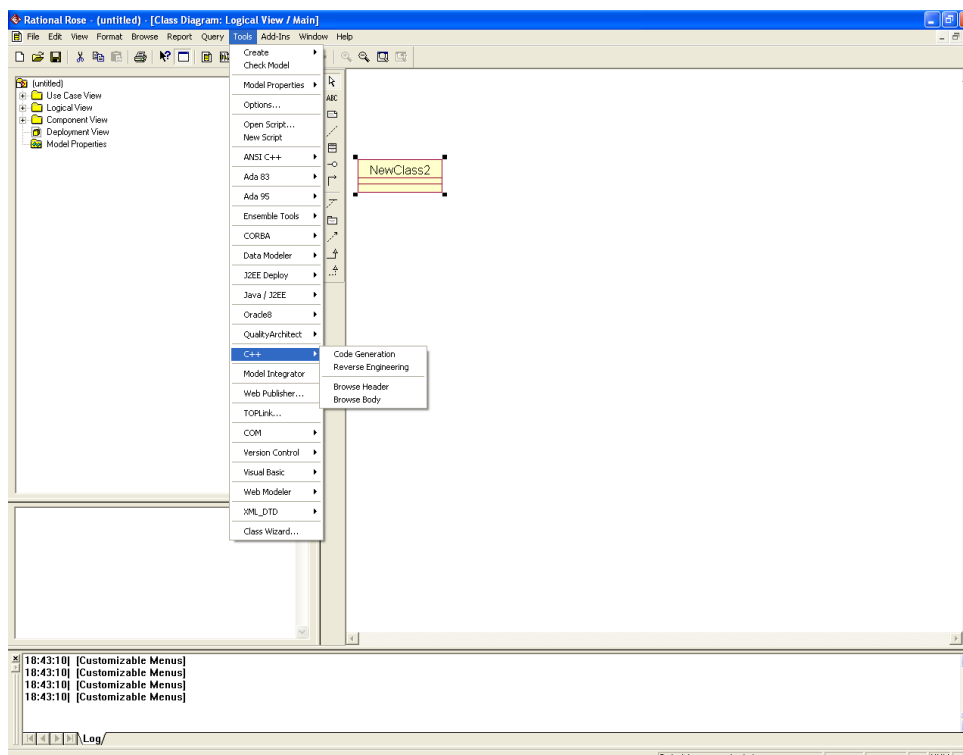 Rational Rose - (untitled) - [Class Diagram: Logical View / Main]
File Edit View Format Browse Report Query Tools Add-Ins Window Help
(untitled)
Use Case View
Logical View
Component View
Deployment View
Model Properties
Create
Check Model
Model Properties
Options...
Open Script...
New Script
ANSI C++
Ada 83
Ada 95
Ensemble Tools
CORBA
Data Modeler
J2EE Deploy
Java / J2EE
Oracle8
QualityArchitect
C++
Model Integrator
Web Publisher...
TOPLink...
COM
Version Control
Visual Basic
Web Modeler
XML_DTD
Class Wizard...
Code Generation
Reverse Engineering
Browse Header
Browse Body
ABC
NewClass2
18:43:10| [Customizable Menus]
18:43:10| [Customizable Menus]
18:43:10| [Customizable Menus]
18:43:10| [Customizable Menus]
Log